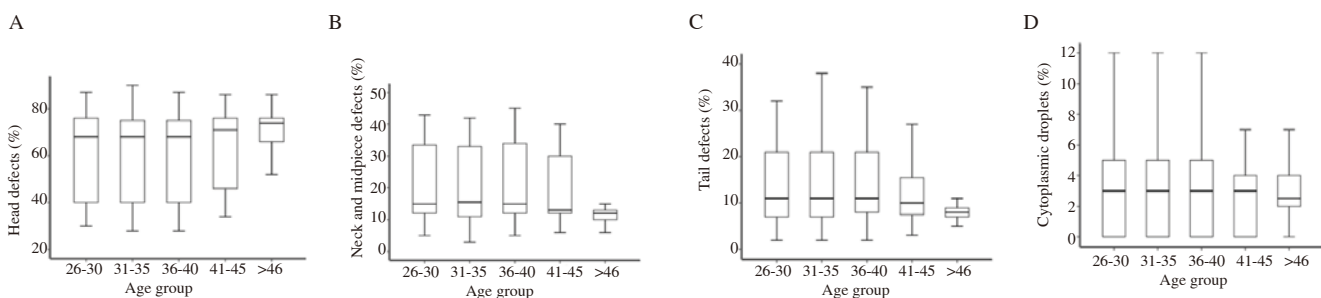 A
Head defects (%)
80
60
40
20
26-30 31-35 36-40 41-45 >46
Age group
B
Neck and midpiece defects (%)
50
40
30
20
10
0
26-30 31-35 36-40 41-45 >46
Age group
C
Tail defects (%)
40
30
20
10
0
26-30 31-35 36-40 41-45 >46
Age group
D
Cytoplasmic droplets (%)
12
10
8
6
4
2
0
26-30 31-35 36-40 41-45 >46
Age group